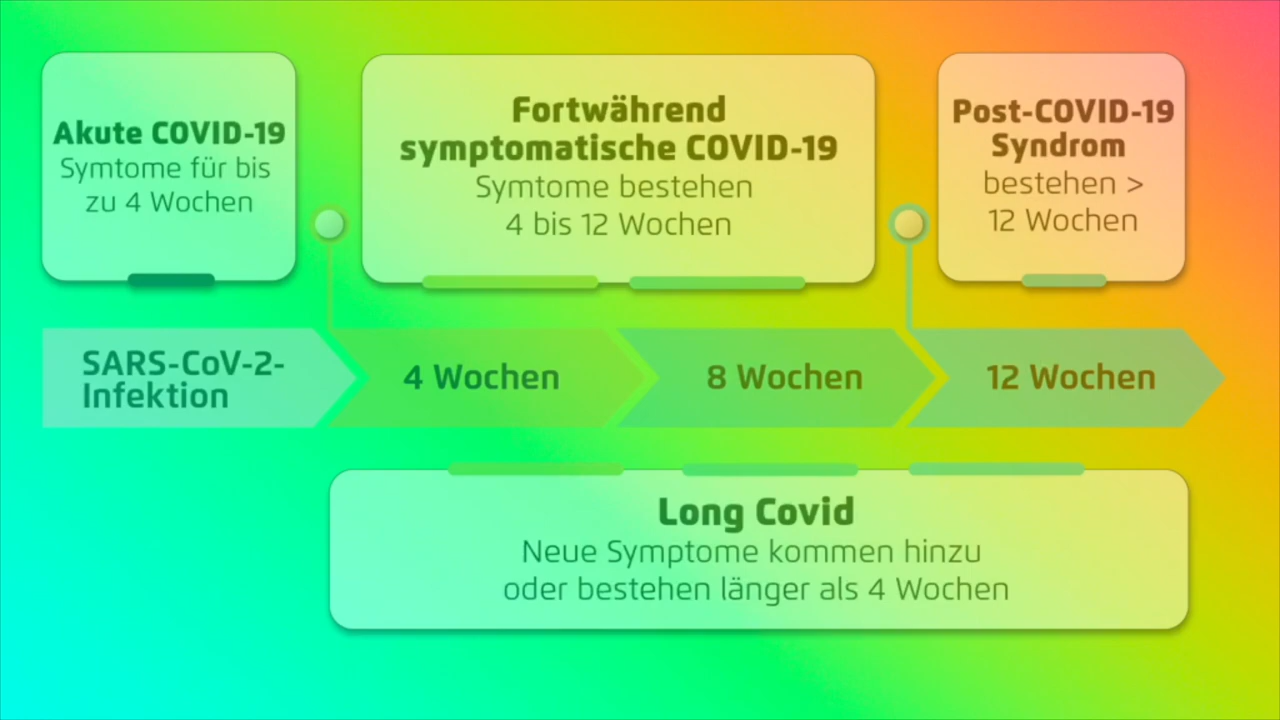 Akute COVID-19
Symtome für bis
zu 4 Wochen
Fortwährend
symptomatische COVID-19
Symtome bestehen
4 bis 12 Wochen
Post-COVID-19
Syndrom
bestehen >
12 Wochen
SARS-CoV-2-
Infektion
4 Wochen
8 Wochen
12 Wochen
Long Covid
Neue Symptome kommen hinzu
oder bestehen länger als 4 Wochen